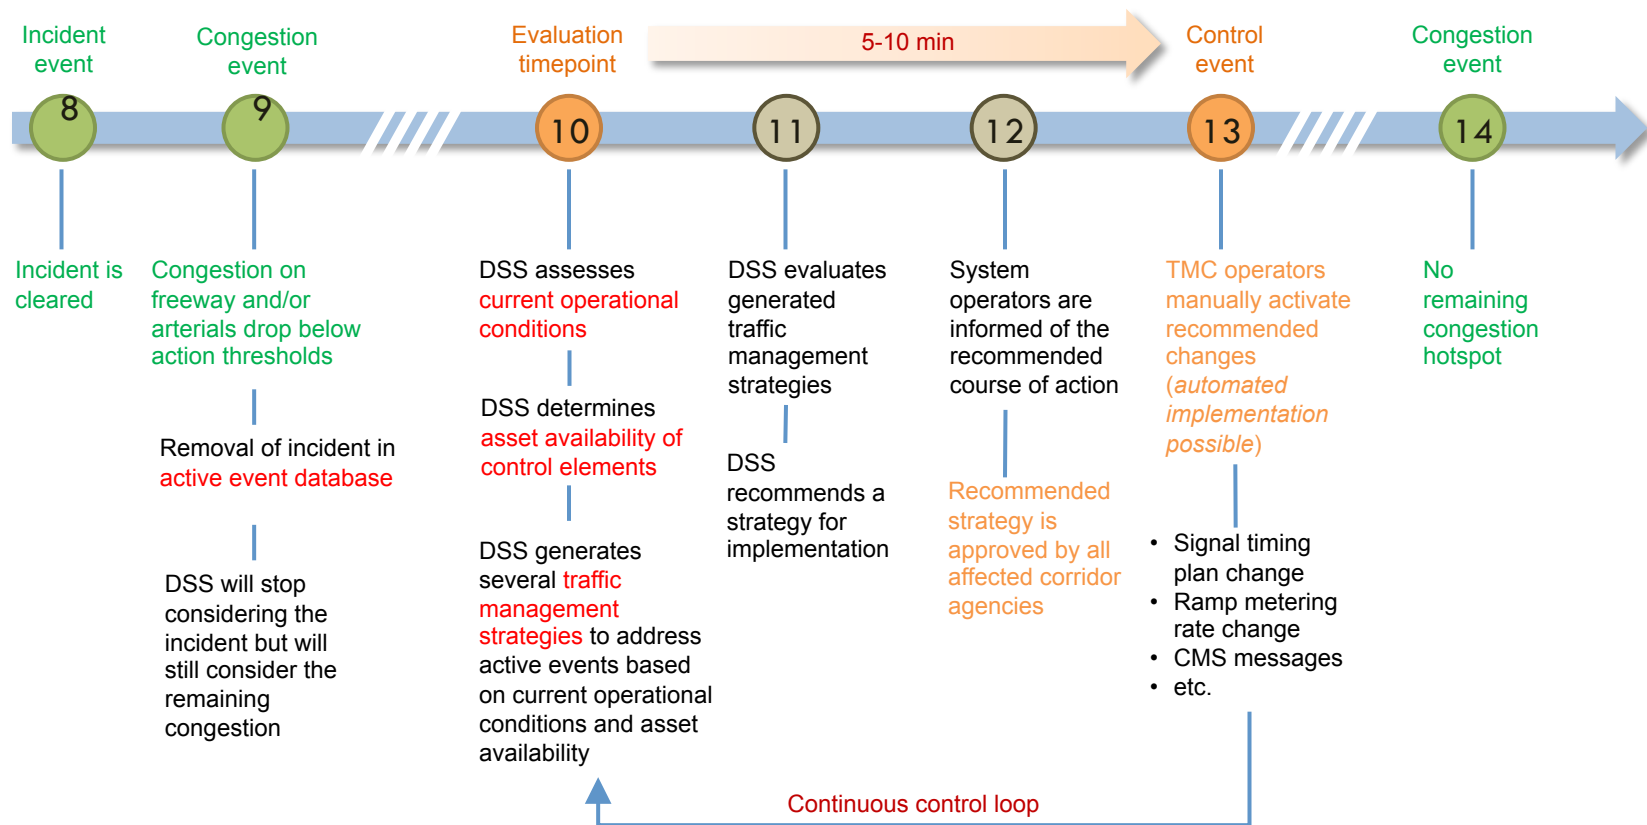 Incident
event
Congestion
event
Evaluation
timepoint
5-10 min
Control
event
Congestion
event
8
9
10
11
12
13
14
Incident is
cleared
Congestion on
freeway and/or
arterials drop below
action thresholds
Removal of incident in
active event database
DSS will stop
considering the
incident but will
still consider the
remaining
congestion
DSS assesses
current operational
conditions
DSS determines
asset availability of
control elements
DSS generates
several traffic
management
strategies to address
active events based
on current operational
conditions and asset
availability
DSS evaluates
generated
traffic
management
strategies
DSS
recommends a
strategy for
implementation
System
operators are
informed of the
recommended
course of action
Recommended
strategy is
approved by all
affected corridor
agencies
TMC operators
manually activate
recommended
changes
(automated
implementation
possible)
• Signal timing
plan change
• Ramp metering
rate change
• CMS messages
• etc.
No
remaining
congestion
hotspot
Continuous control loop